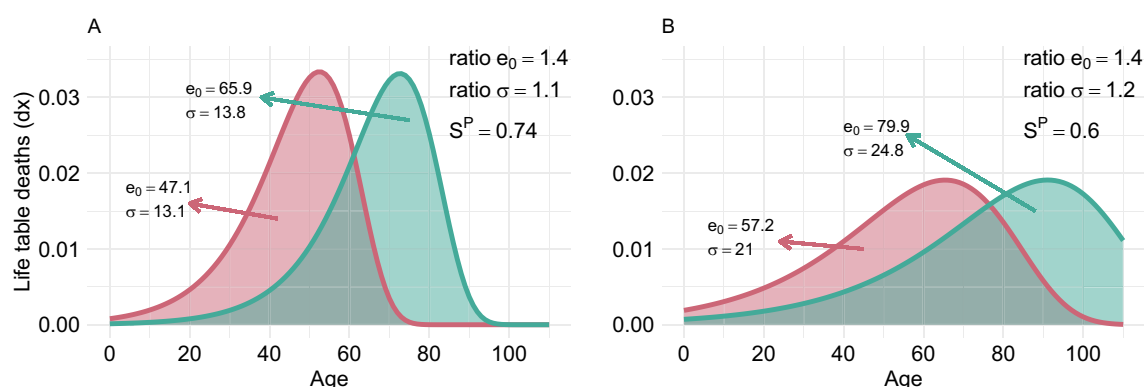 A
ratio e₀ = 1.4
ratio σ = 1.1
Sᴾ = 0.74
e₀ = 65.9
σ = 13.8
e₀ = 47.1
σ = 13.1
Life table deaths (dx)
0.03
0.02
0.01
0.00
0 20 40 60 80 100
Age
B
ratio e₀ = 1.4
ratio σ = 1.2
Sᴾ = 0.6
e₀ = 79.9
σ = 24.8
e₀ = 57.2
σ = 21
0.03
0.02
0.01
0.00
0 20 40 60 80 100
Age